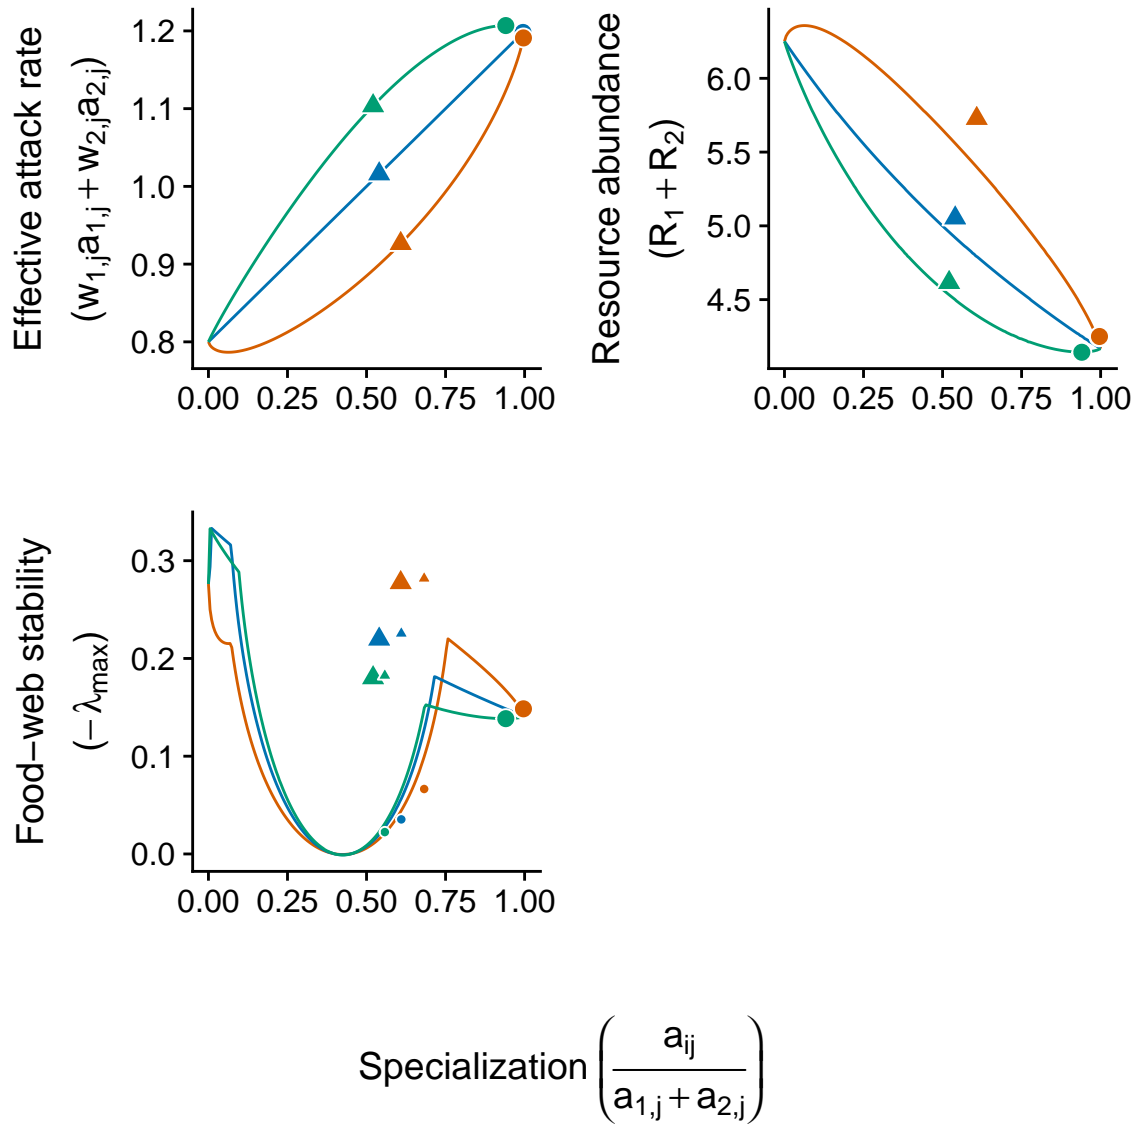 Effective attack rate
(w1,ja1,j + w2,ja2,j)
1.2
1.1
1.0
0.9
0.8
0.00 0.25 0.50 0.75 1.00
Resource abundance
(R1 + R2)
6.0
5.5
5.0
4.5
0.00 0.25 0.50 0.75 1.00
Food−web stability
(− λmax)
0.3
0.2
0.1
0.0
0.00 0.25 0.50 0.75 1.00
Specialization (aij / a1,j + a2,j)